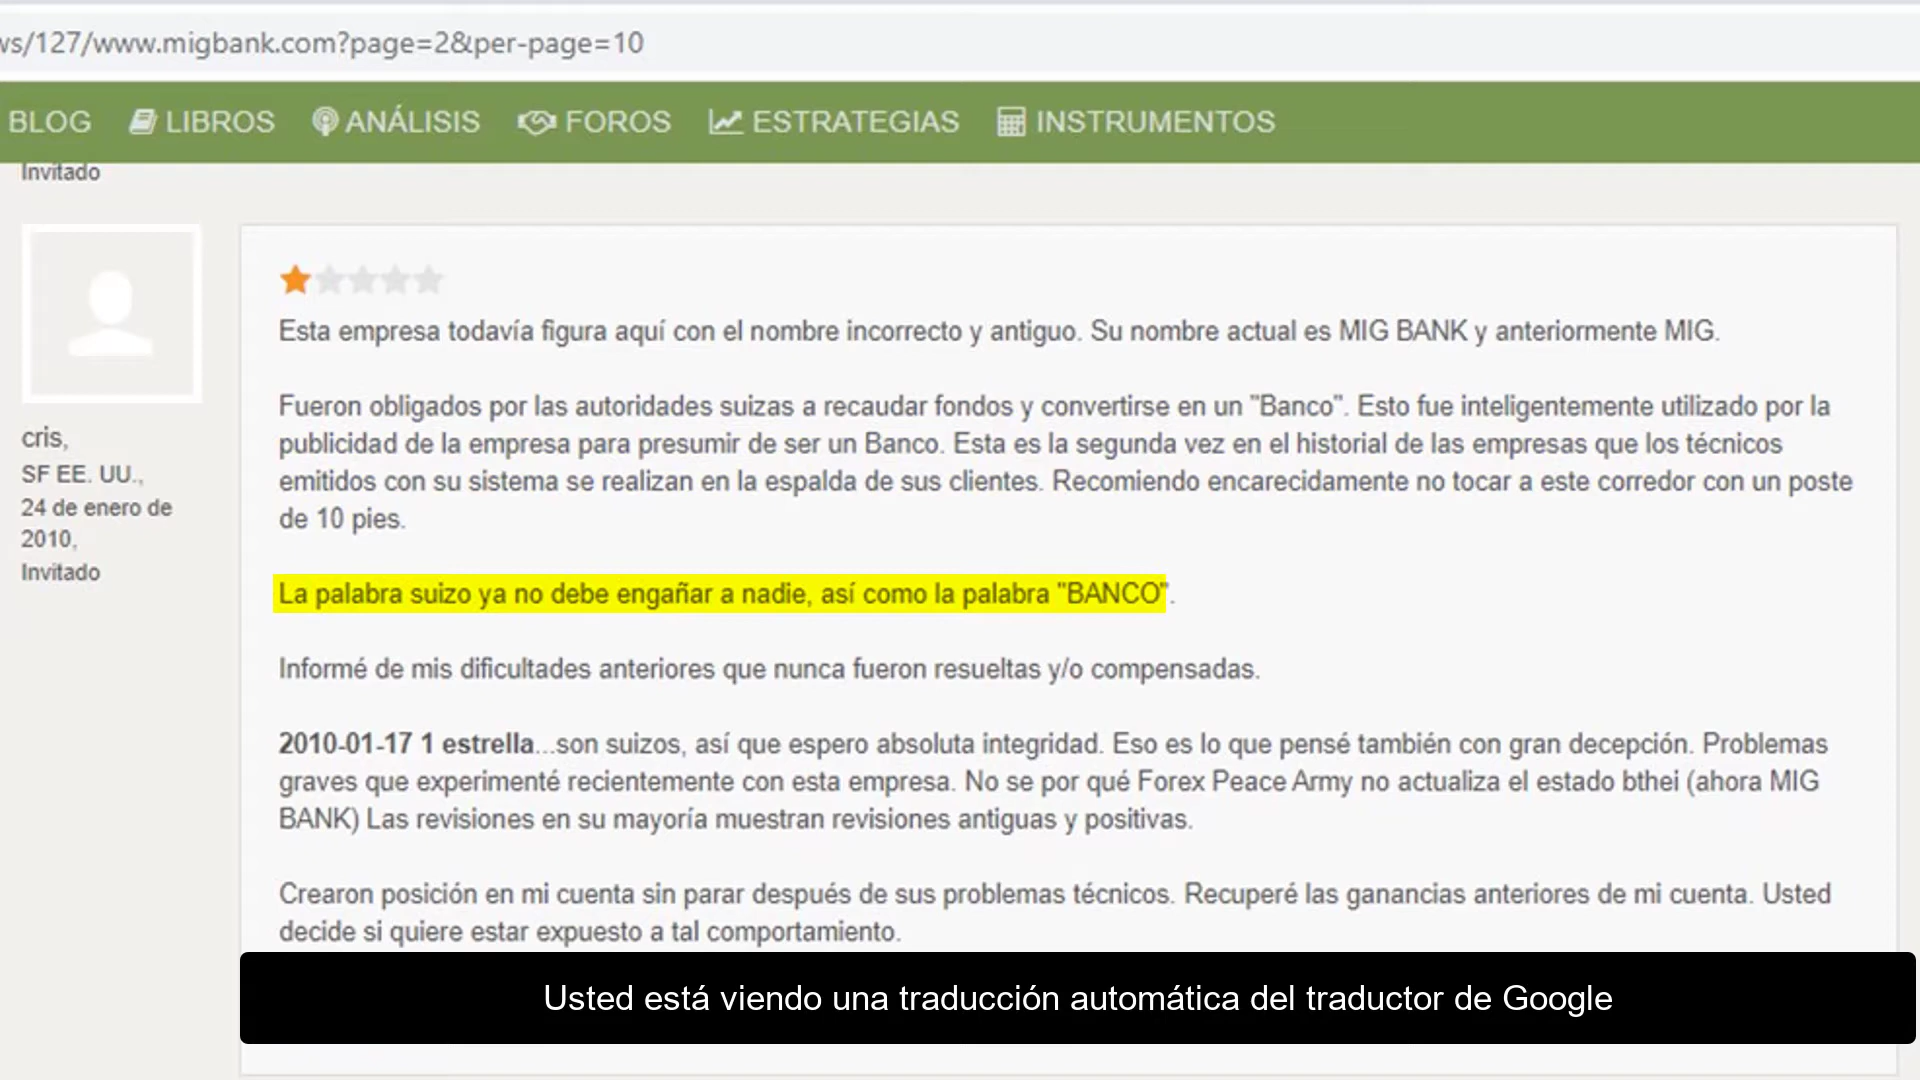 ws/127/www.migbank.com?page=2&per-page=10
BLOG LIBROS ANÁLISIS FOROS ESTRATEGIAS INSTRUMENTOS
Invitado
cris,
SF EE. UU.,
24 de enero de
2010,
Invitado
Esta empresa todavía figura aquí con el nombre incorrecto y antiguo. Su nombre actual es MIG BANK y anteriormente MIG.
Fueron obligados por las autoridades suizas a recaudar fondos y convertirse en un "Banco". Esto fue inteligentemente utilizado por la
publicidad de la empresa para presumir de ser un Banco. Esta es la segunda vez en el historial de las empresas que los técnicos
emitidos con su sistema se realizan en la espalda de sus clientes. Recomiendo encarecidamente no tocar a este corredor con un poste
de 10 pies.
La palabra suizo ya no debe engañar a nadie, así como la palabra "BANCO".
Informé de mis dificultades anteriores que nunca fueron resueltas y/o compensadas.
2010-01-17 1 estrella...son suizos, así que espero absoluta integridad. Eso es lo que pensé también con gran decepción. Problemas
graves que experimenté recientemente con esta empresa. No se por qué Forex Peace Army no actualiza el estado bthei (ahora MIG
BANK) Las revisiones en su mayoría muestran revisiones antiguas y positivas.
Crearon posición en mi cuenta sin parar después de sus problemas técnicos. Recuperé las ganancias anteriores de mi cuenta. Usted
decide si quiere estar expuesto a tal comportamiento.
Usted está viendo una traducción automática del traductor de Google